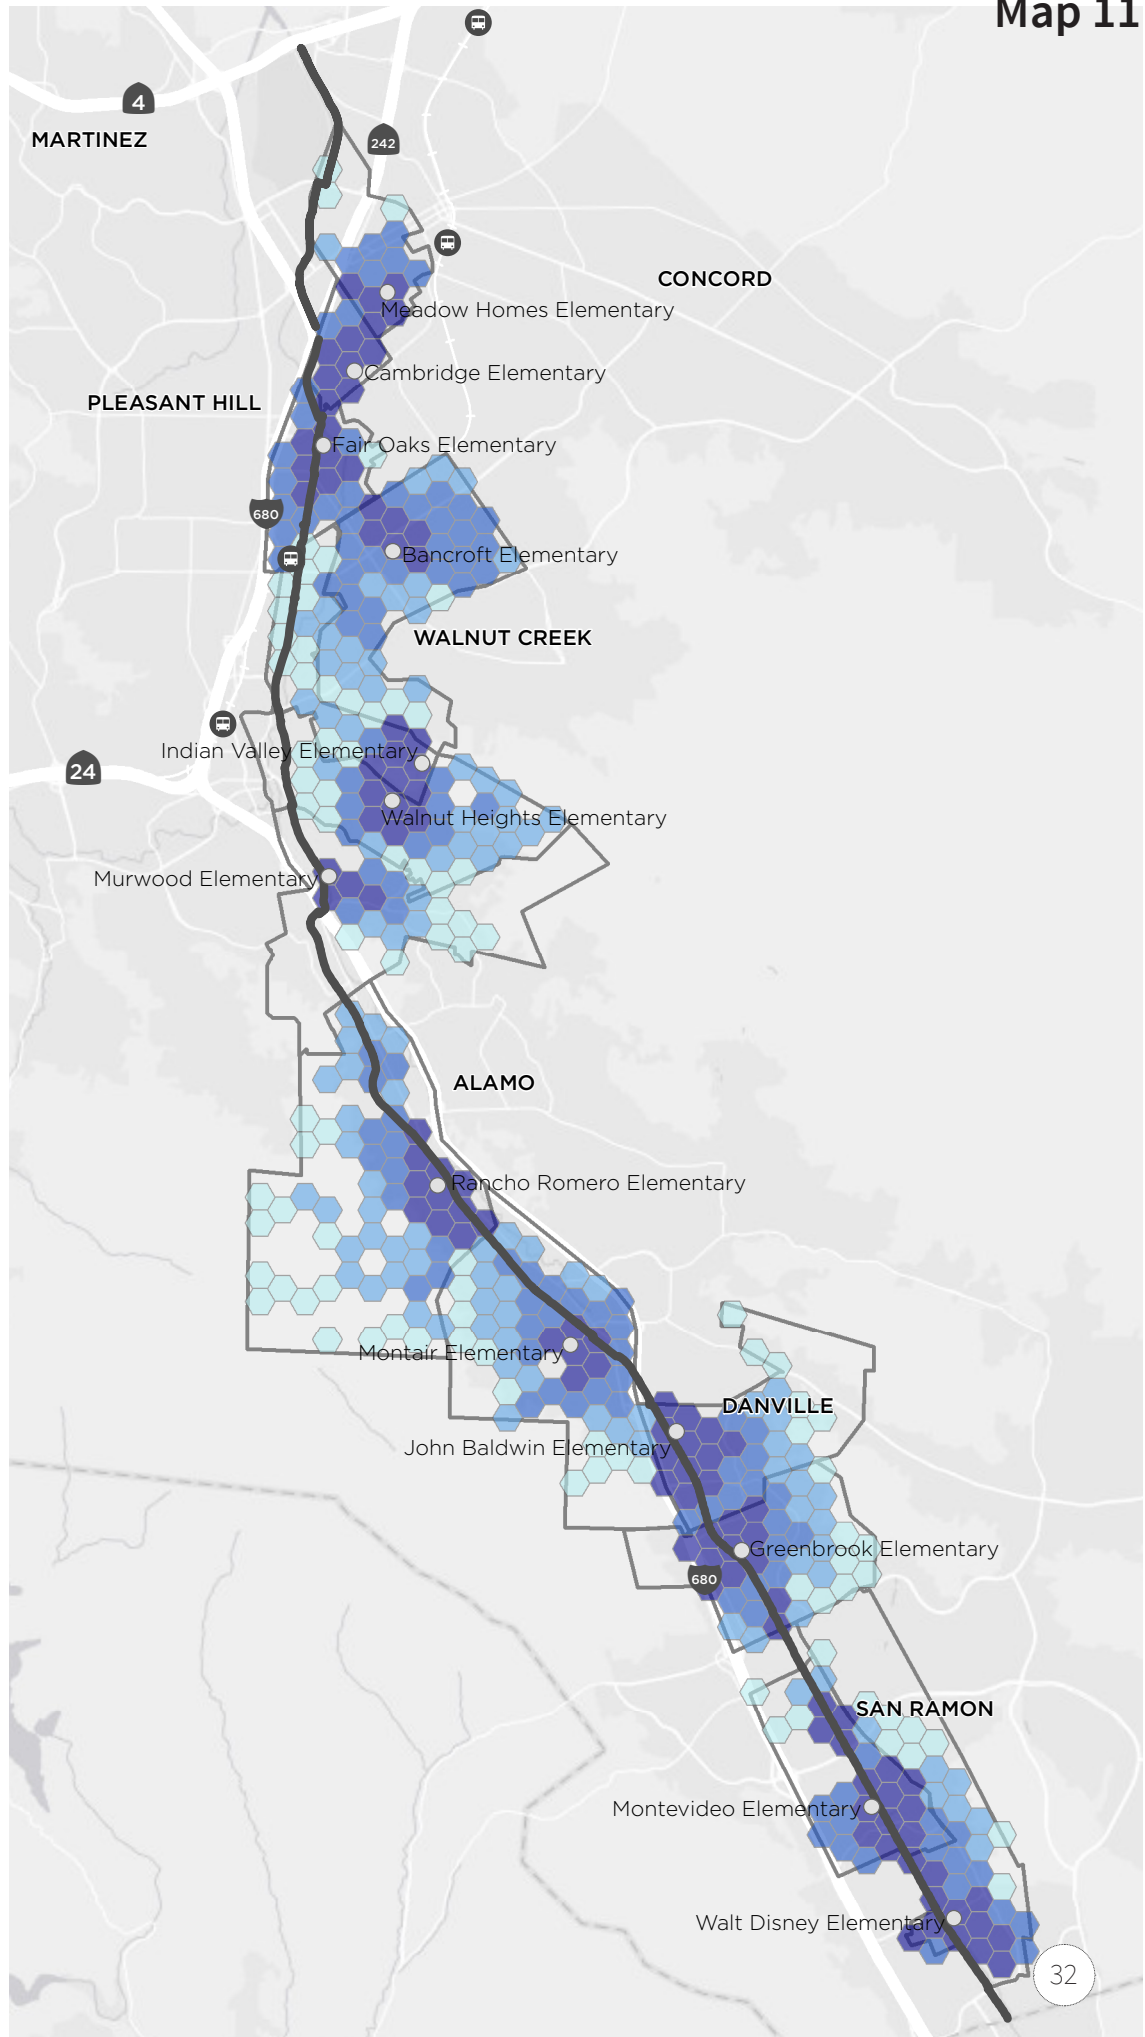 Map 11
4
MARTINEZ
242
CONCORD
Meadow Homes Elementary
Cambridge Elementary
PLEASANT HILL
Fair Oaks Elementary
680
Bancroft Elementary
WALNUT CREEK
Indian Valley Elementary
24
Walnut Heights Elementary
Murwood Elementary
ALAMO
Rancho Romero Elementary
Montair Elementary
DANVILLE
John Baldwin Elementary
Greenbrook Elementary
680
SAN RAMON
Montevideo Elementary
Walt Disney Elementary
32